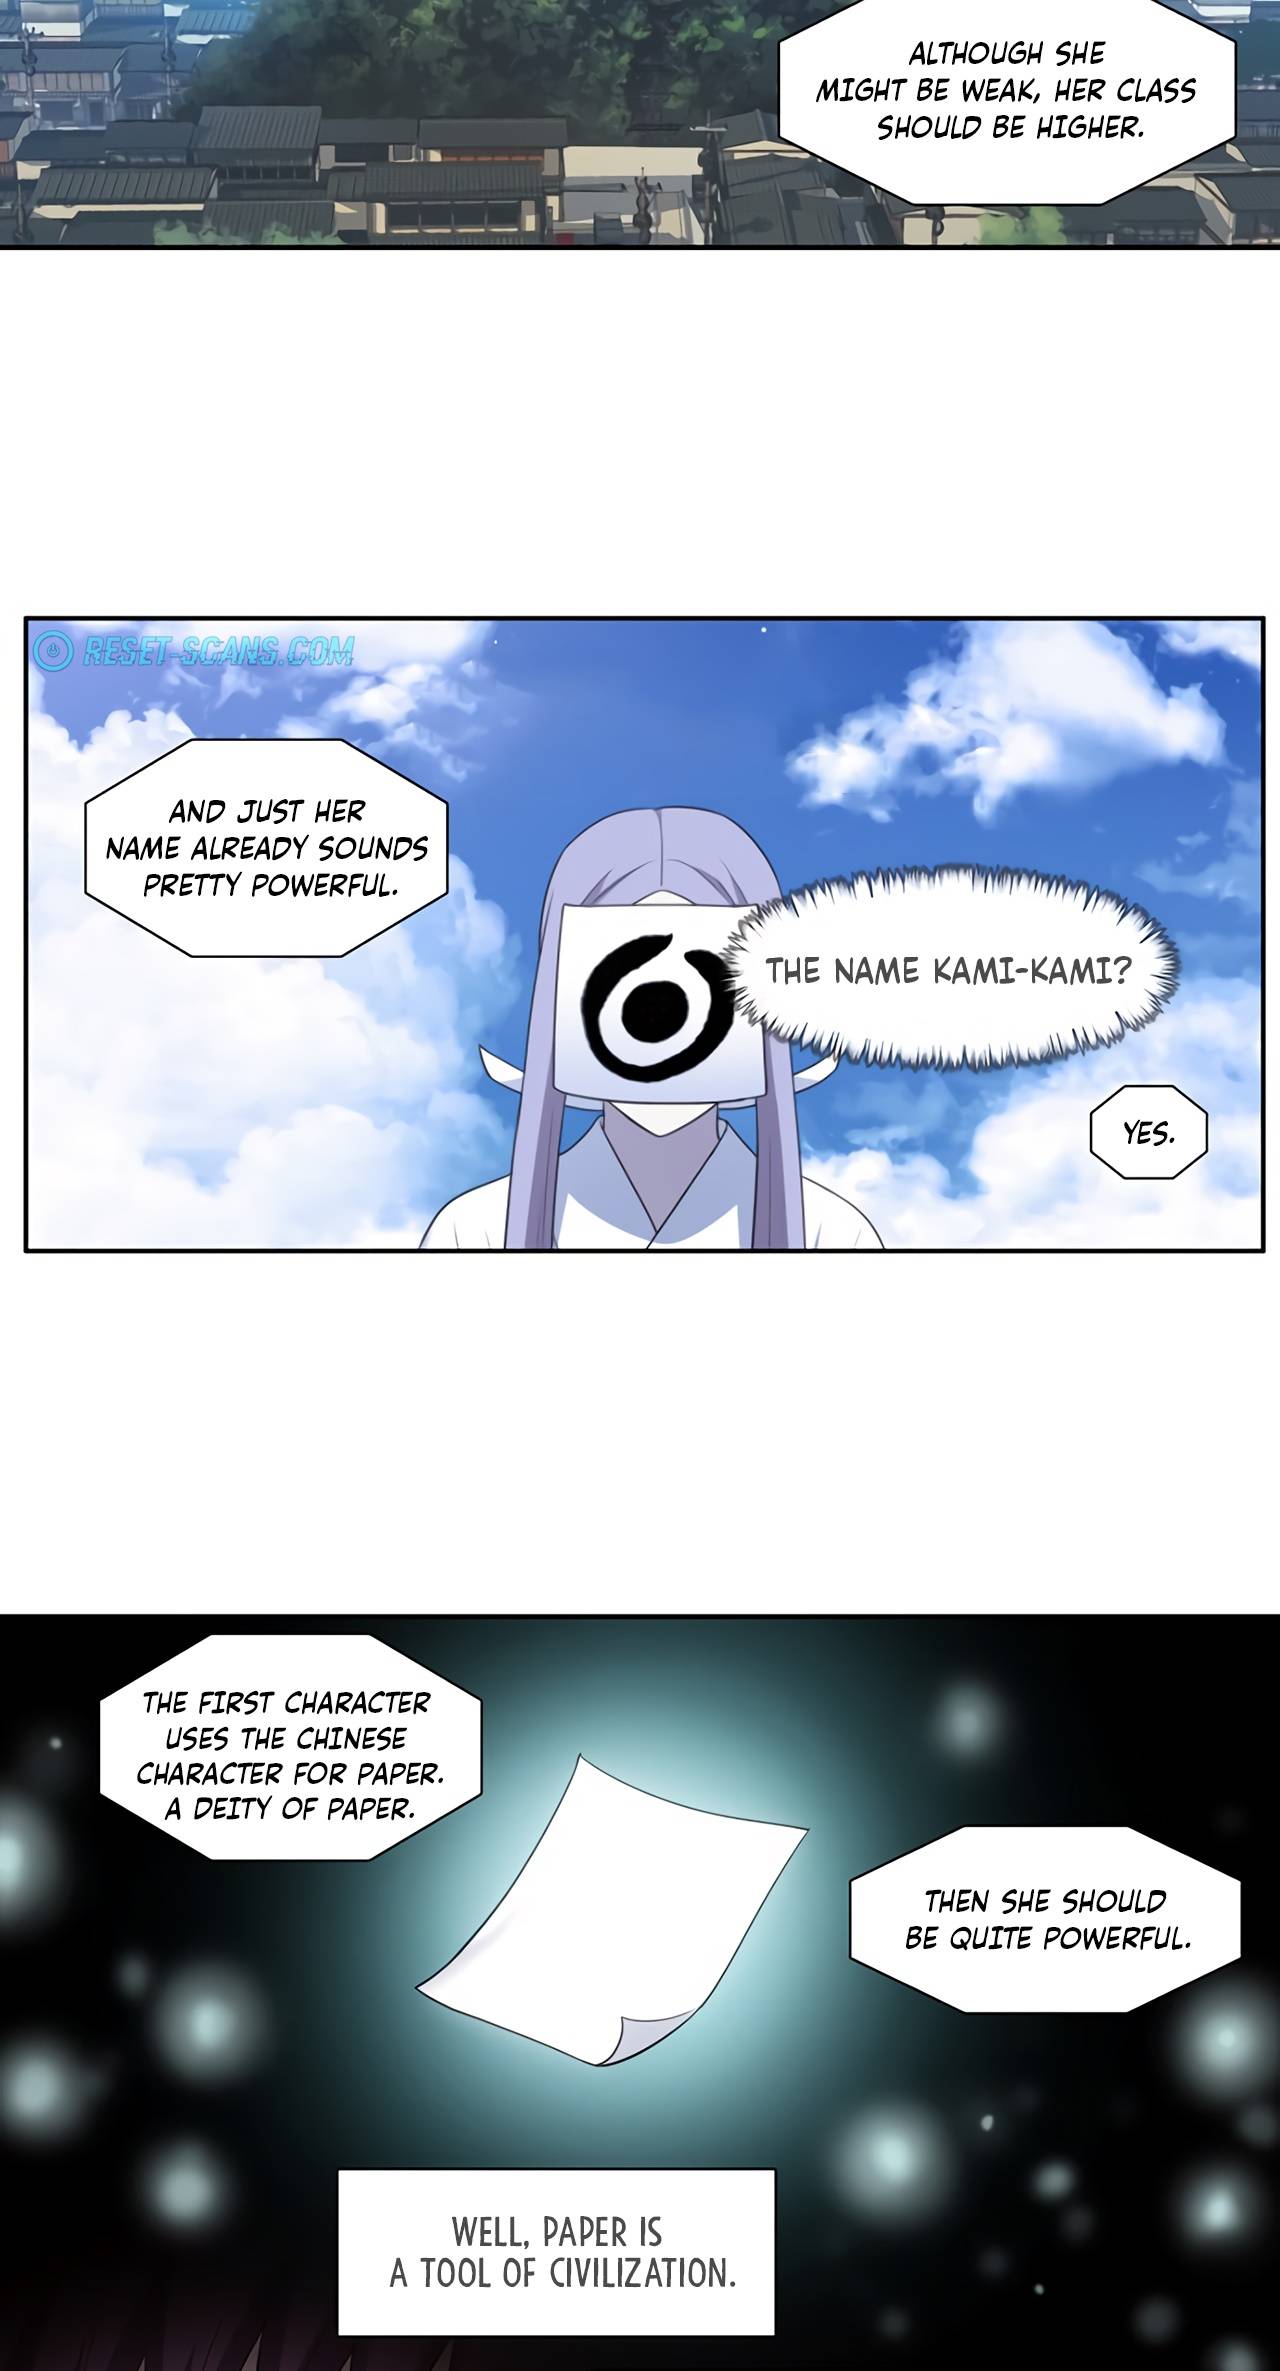 ALTHOUGH SHE
MIGHT BE WEAK, HER CLASS
SHOULD BE HIGHER.
RESET-SCANS.COM
AND JUST HER
NAME ALREADY SOUNDS
PRETTY POWERFUL.
THE NAME KAMI-KAMI?
YES.
THE FIRST CHARACTER
USES THE CHINESE
CHARACTER FOR PAPER.
A DEITY OF PAPER.
THEN SHE SHOULD
BE QUITE POWERFUL.
WELL, PAPER IS
A TOOL OF CIVILIZATION.